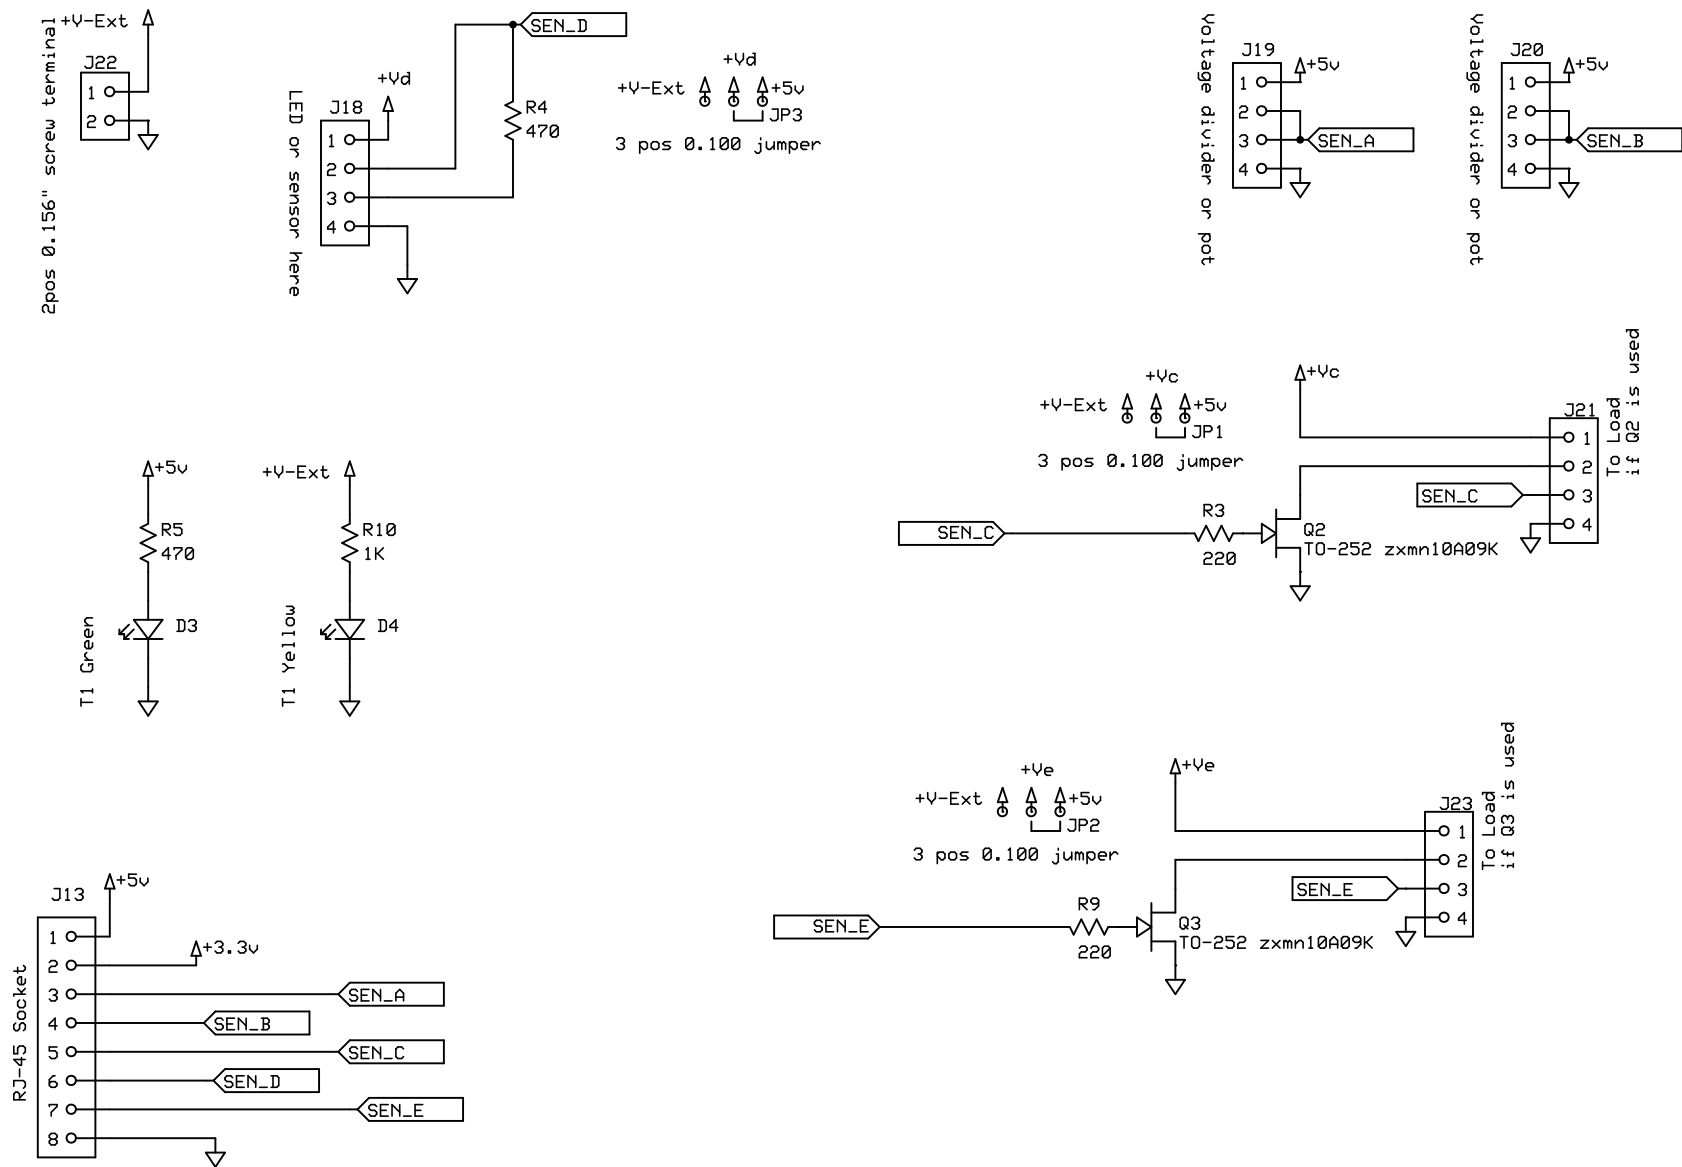 2pos 0.156" screw terminal
+V-Ext
J22
1
2
LED or sensor here
J18
+Vd
1
2
3
4
SEN_D
R4
470
+Vd
+V-Ext
+5v
JP3
3 pos 0.100 jumper
Voltage divider or pot
J19
+5v
1
2
3
4
SEN_A
Voltage divider or pot
J20
+5v
1
2
3
4
SEN_B
+Vc
+V-Ext
+5v
JP1
3 pos 0.100 jumper
+Vc
J21
1
2
3
4
To Load
if Q2 is used
SEN_C
SEN_C
R3
220
Q2
TO-252 zxmn10A09K
+5v
R5
470
D3
T1 Green
+V-Ext
R10
1K
D4
T1 Yellow
+Ve
+V-Ext
+5v
JP2
3 pos 0.100 jumper
+Ve
J23
1
2
3
4
To Load
if Q3 is used
SEN_E
SEN_E
R9
220
Q3
TO-252 zxmn10A09K
RJ-45 Socket
J13
+5v
1
2
+3.3v
3
SEN_A
4
SEN_B
5
SEN_C
6
SEN_D
7
SEN_E
8